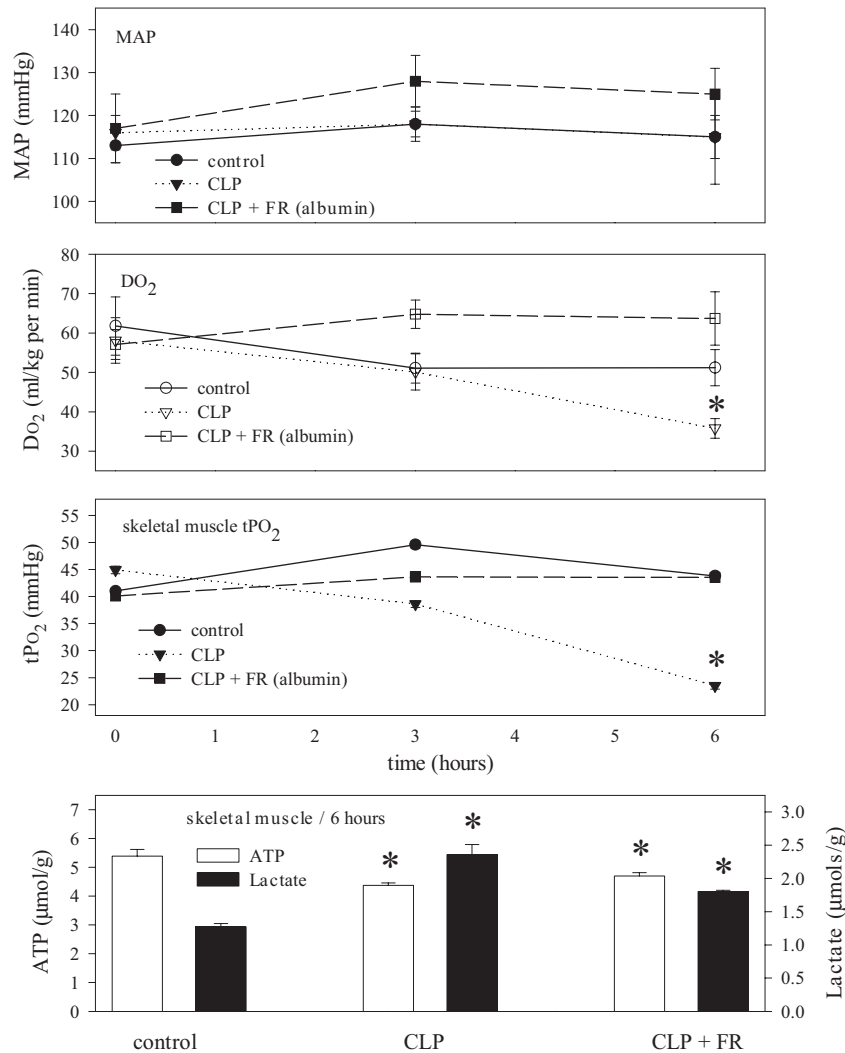 MAP
140
130
120
110
100
MAP (mmHg)
control
CLP
CLP + FR (albumin)
DO2
80
70
60
50
40
30
DO2 (ml/kg per min)
control
CLP
CLP + FR (albumin)
*
skeletal muscle tPO2
55
50
45
40
35
30
25
20
tPO2 (mmHg)
control
CLP
CLP + FR (albumin)
*
0 1 2 3 4 5 6
time (hours)
skeletal muscle / 6 hours
ATP
Lactate
7
6
5
4
3
2
1
0
ATP (µmol/g)
* * * *
3.0
2.5
2.0
1.5
1.0
0.5
0.0
Lactate (µmols/g)
control CLP CLP + FR